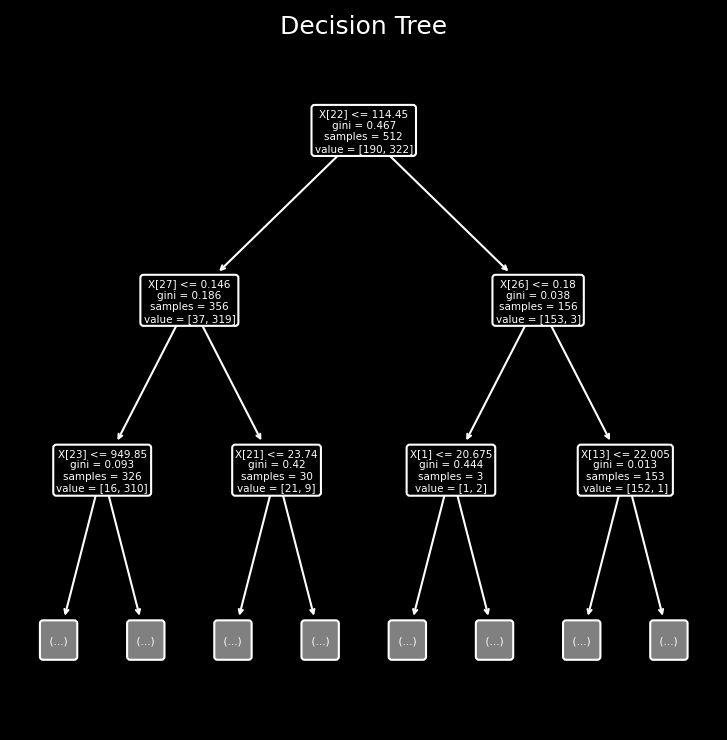 Decision Tree
X[22] <= 114.45
gini = 0.467
samples = 512
value = [190, 322]
X[27] <= 0.146
gini = 0.186
samples = 356
value = [37, 319]
X[26] <= 0.18
gini = 0.038
samples = 156
value = [153, 3]
X[23] <= 949.85
gini = 0.093
samples = 326
value = [16, 310]
X[21] <= 23.74
gini = 0.42
samples = 30
value = [21, 9]
X[1] <= 20.675
gini = 0.444
samples = 3
value = [1, 2]
X[13] <= 22.005
gini = 0.013
samples = 153
value = [152, 1]
(...)
(...)
(...)
(...)
(...)
(...)
(...)
(...)